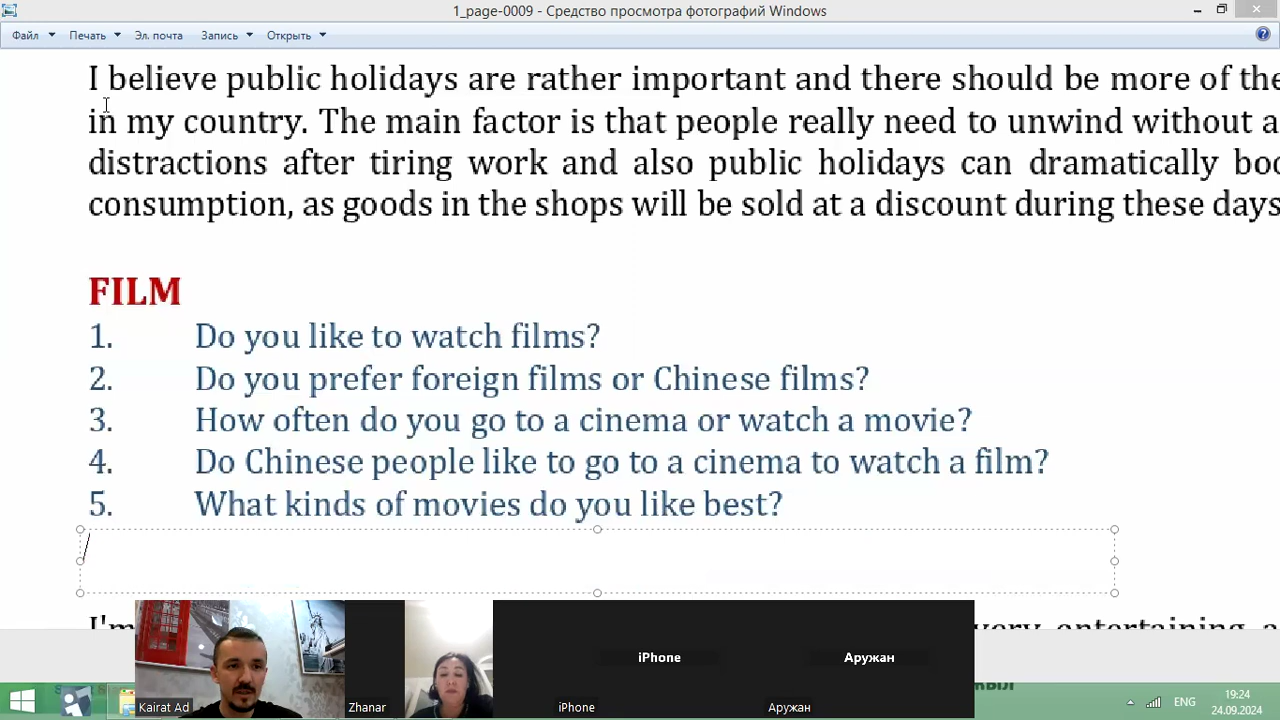 1_page-0009 - Средство просмотра фотографий Windows
Файл Печать Эл. почта Запись Открыть
I believe public holidays are rather important and there should be more of the
in my country. The main factor is that people really need to unwind without a
distractions after tiring work and also public holidays can dramatically boo
consumption, as goods in the shops will be sold at a discount during these days
FILM
1. Do you like to watch films?
2. Do you prefer foreign films or Chinese films?
3. How often do you go to a cinema or watch a movie?
4. Do Chinese people like to go to a cinema to watch a film?
5. What kinds of movies do you like best?
I'm very entertaining a
iPhone Аружан
Kairat Ad Zhanar iPhone Аружан
ENG 19:24
24.09.2024